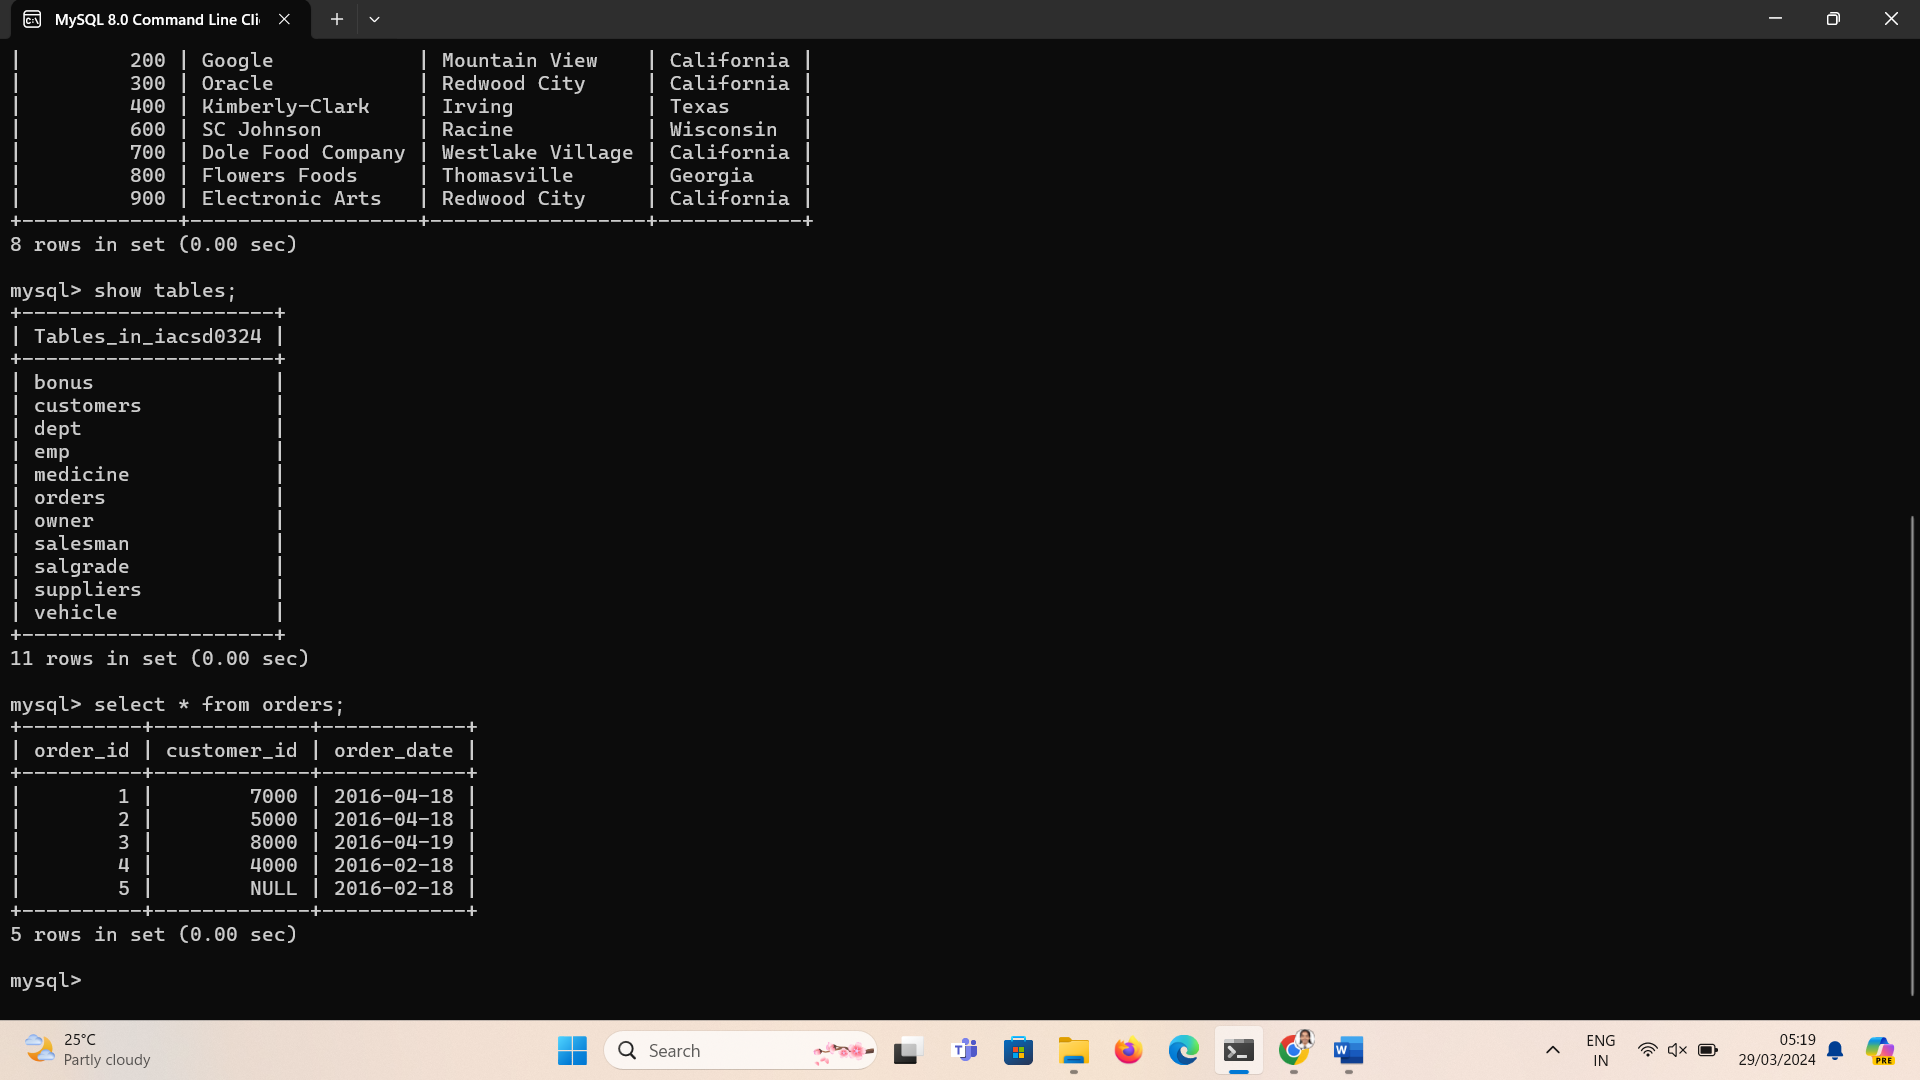 MySQL 8.0 Command Line Cli
|         200 | Google            | Mountain View    | California |
|         300 | Oracle            | Redwood City     | California |
|         400 | Kimberly-Clark    | Irving           | Texas      |
|         600 | SC Johnson        | Racine           | Wisconsin  |
|         700 | Dole Food Company | Westlake Village | California |
|         800 | Flowers Foods     | Thomasville      | Georgia    |
|         900 | Electronic Arts   | Redwood City     | California |
+-------------+-------------------+------------------+------------+
8 rows in set (0.00 sec)
mysql> show tables;
+---------------------+
| Tables_in_iacsd0324 |
+---------------------+
| bonus               |
| customers           |
| dept                |
| emp                 |
| medicine            |
| orders              |
| owner               |
| salesman            |
| salgrade            |
| suppliers           |
| vehicle             |
+---------------------+
11 rows in set (0.00 sec)
mysql> select * from orders;
+----------+-------------+------------+
| order_id | customer_id | order_date |
+----------+-------------+------------+
|        1 |        7000 | 2016-04-18 |
|        2 |        5000 | 2016-04-18 |
|        3 |        8000 | 2016-04-19 |
|        4 |        4000 | 2016-02-18 |
|        5 |        NULL | 2016-02-18 |
+----------+-------------+------------+
5 rows in set (0.00 sec)
mysql>
25°C
Partly cloudy
Search
ENG
IN
05:19
29/03/2024
PRE